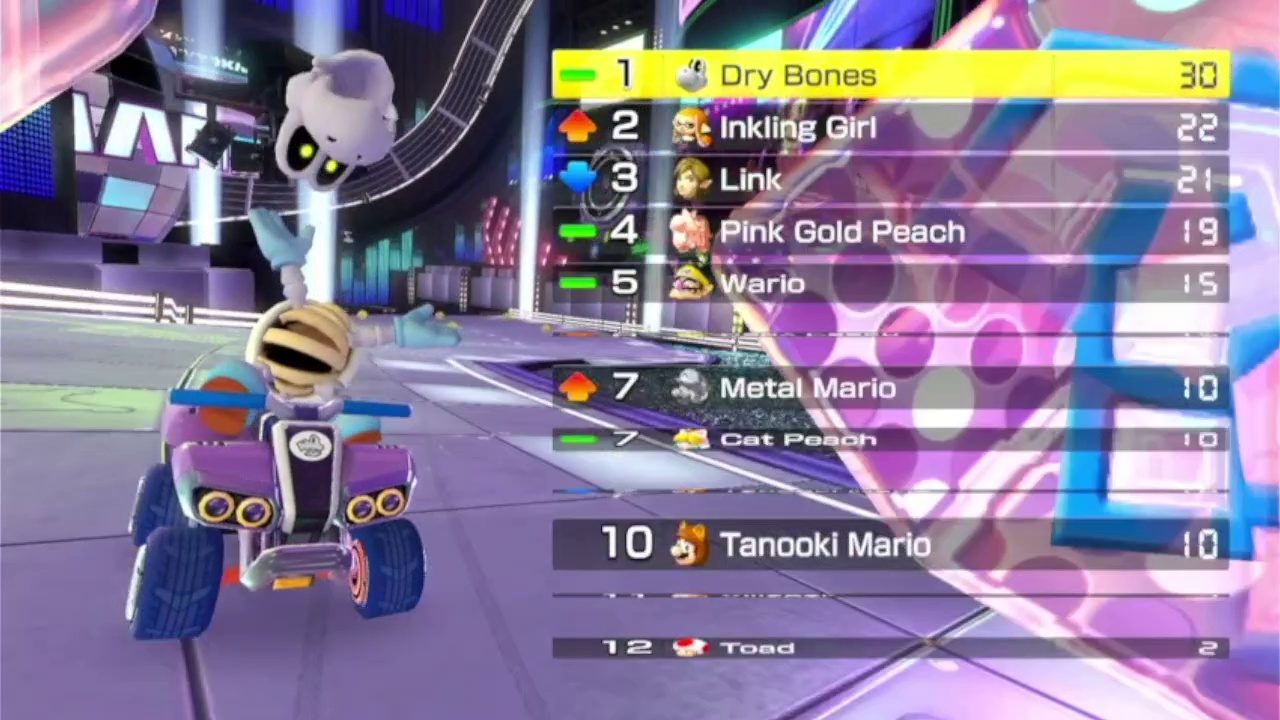 1 Dry Bones 30
2 Inkling Girl 22
3 Link 21
4 Pink Gold Peach 19
5 Wario 15
7 Metal Mario 10
7 Cat Peach 10
10 Tanooki Mario 10
12 Toad 2